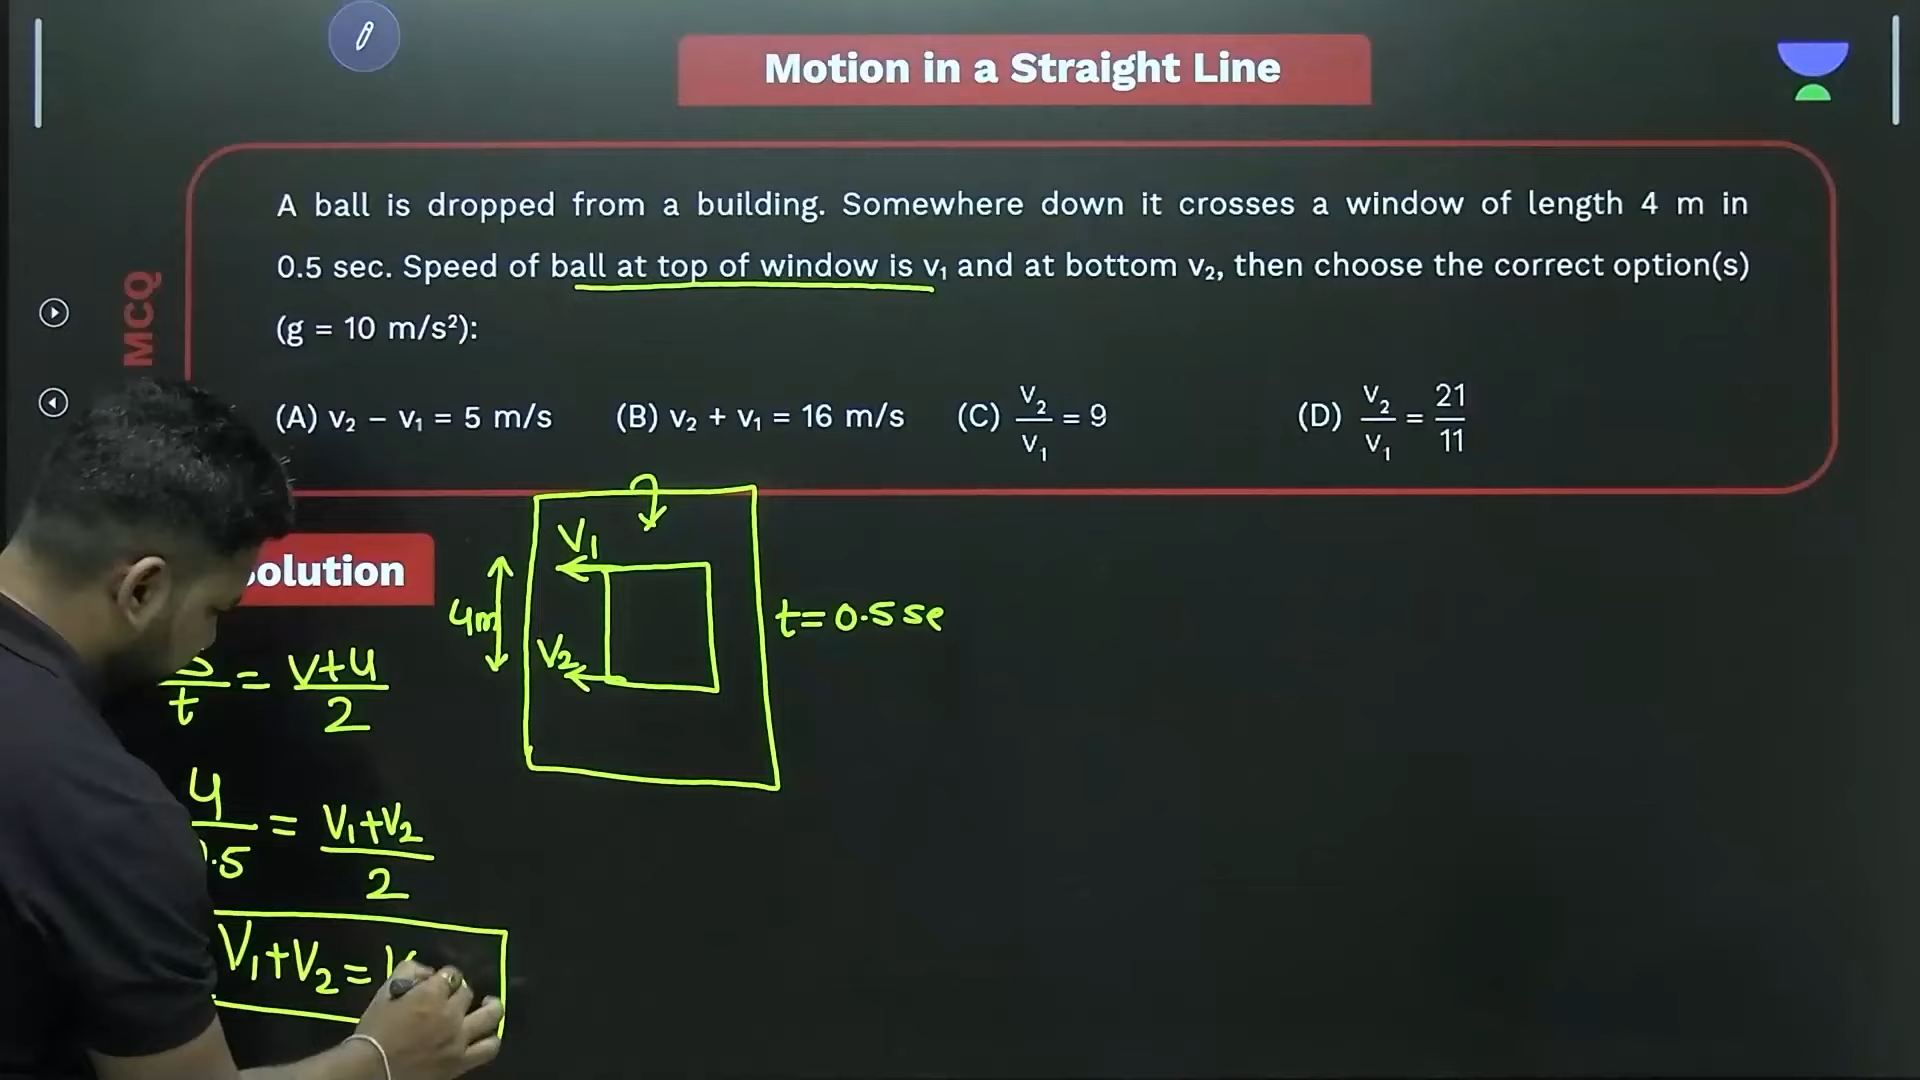 Motion in a Straight Line
MCQ
A ball is dropped from a building. Somewhere down it crosses a window of length 4 m in
0.5 sec. Speed of ball at top of window is v₁ and at bottom v₂, then choose the correct option(s)
(g = 10 m/s²):
(A) v₂ − v₁ = 5 m/s (B) v₂ + v₁ = 16 m/s (C) v₂/v₁ = 9 (D) v₂/v₁ = 21/11
olution
V₁
4m
V₂
t=0.5 se
t = v+u/2
4/.5 = V₁+V₂/2
V₁+V₂=